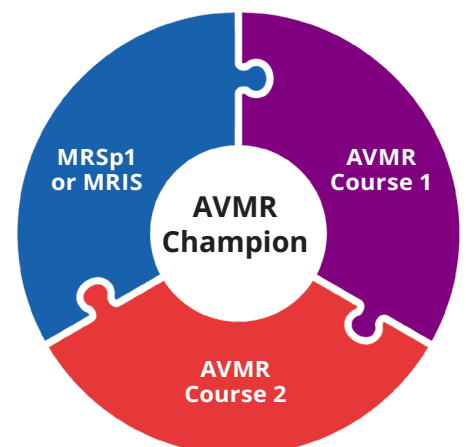 MRSp1
or MRIS
AVMR
Course 1
AVMR
Champion
AVMR
Course 2